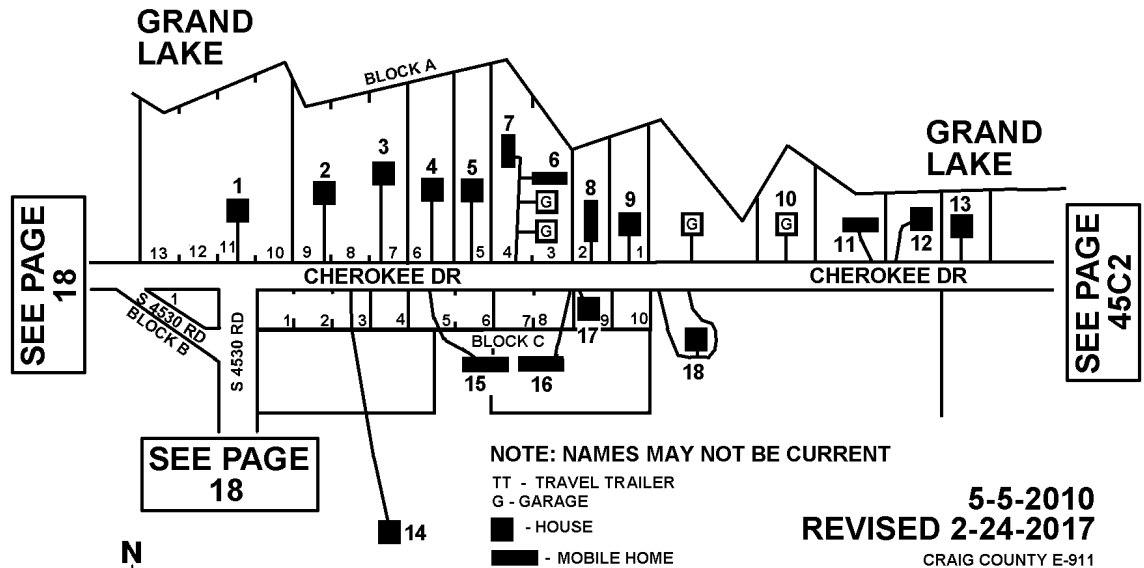 GRAND
LAKE
BLOCK A
GRAND
LAKE
7
6
3
2
4
5
8
9
10
1
11
12
13
G
G
G
G
SEE PAGE
18
13
12
11
10
9
8
7
6
5
4
3
2
1
CHEROKEE DR
CHEROKEE DR
SEE PAGE
45C2
1
S 4530 RD
BLOCK B
S 4530 RD
1
2
3
4
5
6
7
8
9
10
17
BLOCK C
15
16
18
SEE PAGE
18
14
NOTE: NAMES MAY NOT BE CURRENT
TT - TRAVEL TRAILER
G - GARAGE
- HOUSE
- MOBILE HOME
5-5-2010
REVISED 2-24-2017
CRAIG COUNTY E-911
N